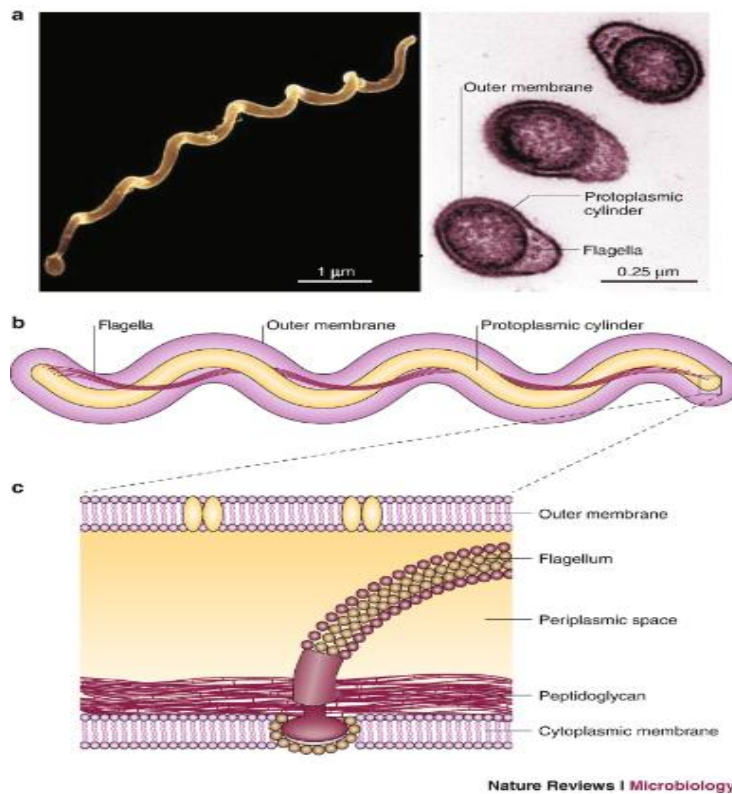 a
Outer membrane
Protoplasmic
cylinder
Flagella
1 μm
0.25 μm
b
Flagella
Outer membrane
Protoplasmic cylinder
c
Outer membrane
Flagellum
Periplasmic space
Peptidoglycan
Cytoplasmic membrane
Nature Reviews | Microbiology